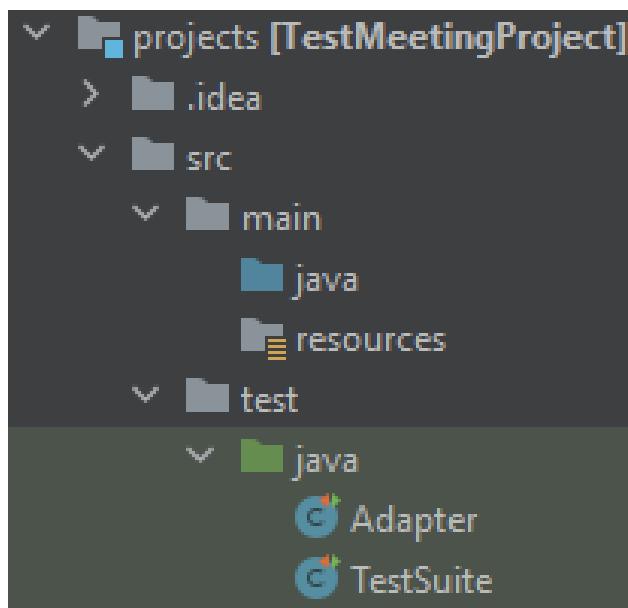 projects [TestMeetingProject]
.idea
src
main
java
resources
test
java
Adapter
TestSuite